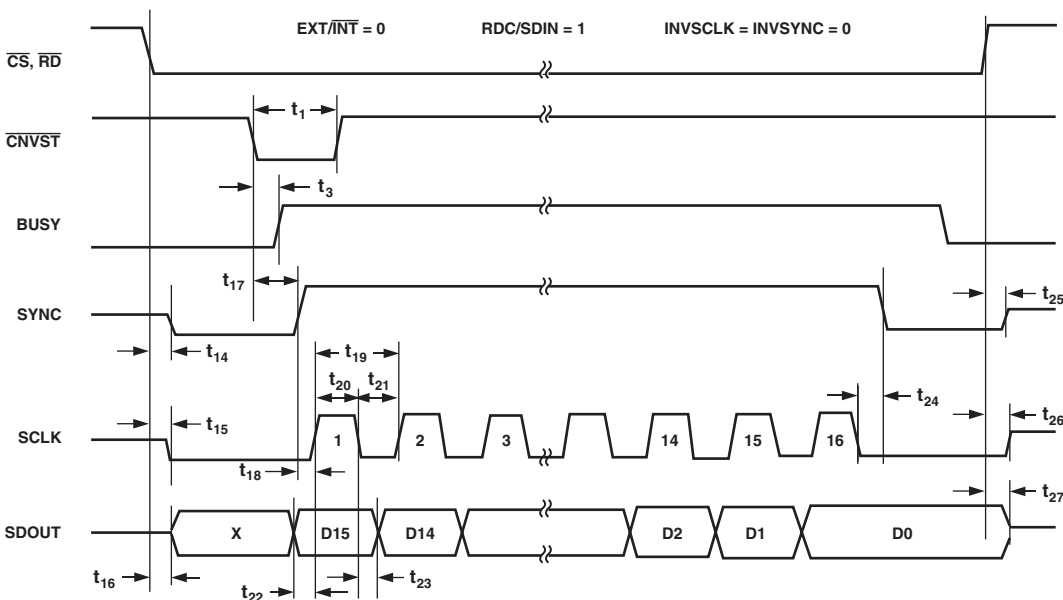 EXT/INT = 0 RDC/SDIN = 1 INVSCLK = INVSYNC = 0
CS, RD
t1
CNVST
t3
BUSY
t17
SYNC
t25
t14
t19
t20 t21
t24
t15
t26
SCLK
1 2 3 14 15 16
t18
t27
SDOUT
X D15 D14 D2 D1 D0
t16
t22
t23